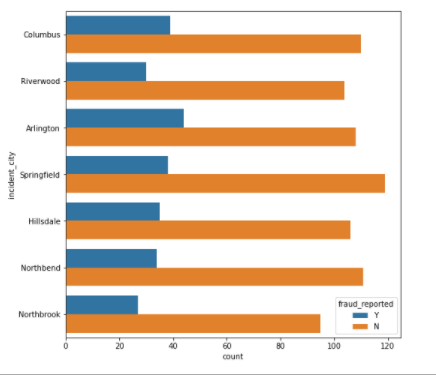 Columbus
Riverwood
Arlington
Springfield
Hillsdale
Northbend
Northbrook
incident_city
0 20 40 60 80 100 120
count
fraud_reported
Y
N